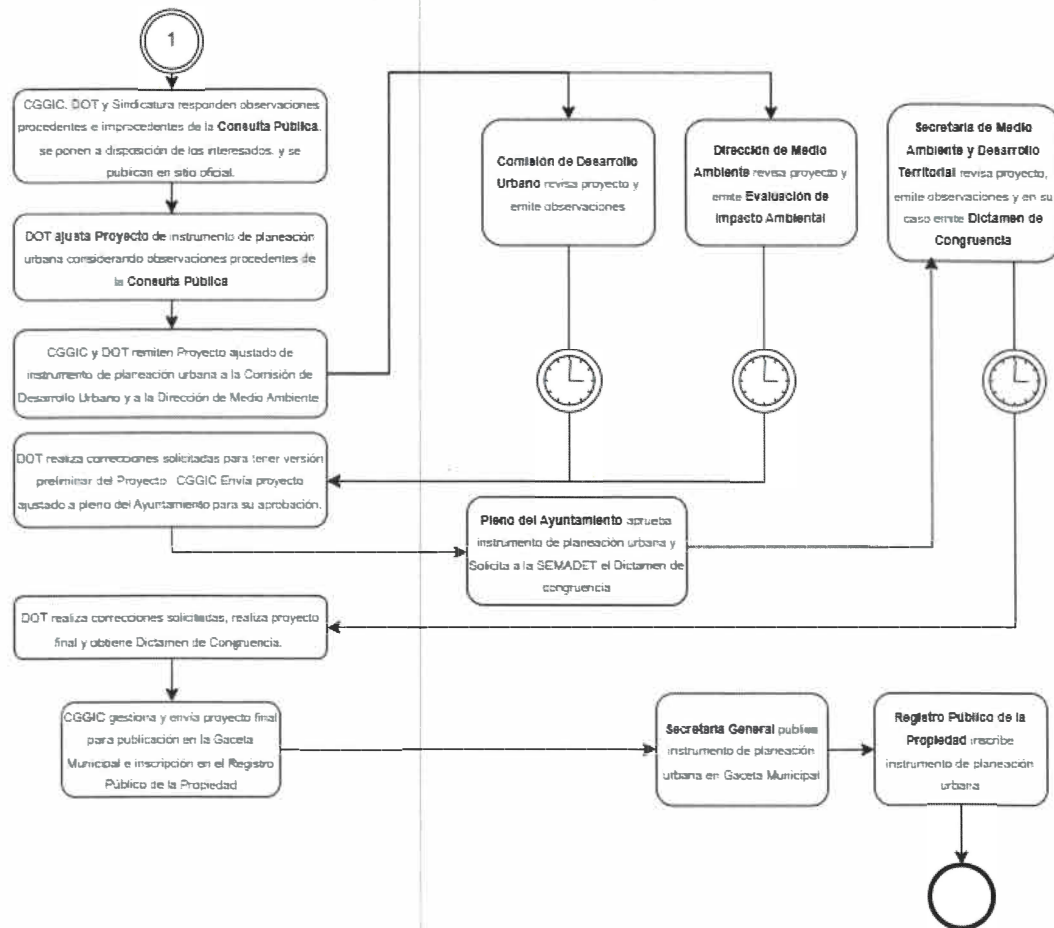 1
CGGIC, DOT y Sindicatura responden observaciones
procedentes e improcedentes de la Consulta Pública,
se ponen a disposición de los interesados, y se
publican en sitio oficial.
DOT ajusta Proyecto de instrumento de planeación
urbana considerando observaciones procedentes de
la Consulta Pública
CGGIC y DOT remiten Proyecto ajustado de
instrumento de planeación urbana a la Comisión de
Desarrollo Urbano y a la Dirección de Medio Ambiente
Comisión de Desarrollo
Urbano revisa proyecto y
emite observaciones
Dirección de Medio
Ambiente revisa proyecto y
emite Evaluación de
Impacto Ambiental
Secretaria de Medio
Ambiente y Desarrollo
Territorial revisa proyecto,
emite observaciones y en su
caso emite Dictamen de
Congruencia
DOT realiza correcciones solicitadas para tener versión
preliminar del Proyecto. CGGIC Envía proyecto
ajustado a pleno del Ayuntamiento para su aprobación.
Pleno del Ayuntamiento aprueba
instrumento de planeación urbana y
Solicita a la SEMADET el Dictamen de
congruencia
DOT realiza correcciones solicitadas, realiza proyecto
final y obtiene Dictamen de Congruencia.
CGGIC gestiona y envía proyecto final
para publicación en la Gaceta
Municipal e inscripción en el Registro
Público de la Propiedad
Secretaria General publica
instrumento de planeación
urbana en Gaceta Municipal
Registro Público de la
Propiedad inscribe
instrumento de planeación
urbana